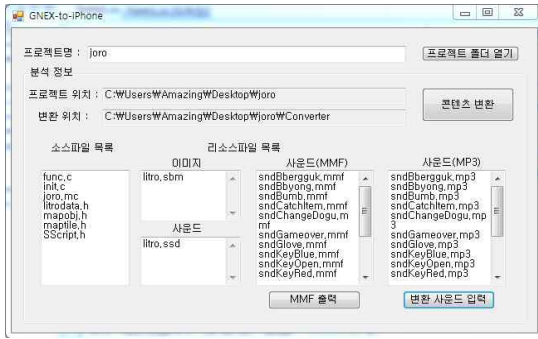 GNEX-to-iPhone
프로젝트명 : joro
프로젝트 폴더 열기
분석 정보
프로젝트 위치 : C:₩Users₩Amazing₩Desktop₩joro
변환 위치 : C:₩Users₩Amazing₩Desktop₩joro₩Converter
콘텐츠 변환
소스파일 목록
func,c
init,c
joro,mc
litrodata,h
mapobj,h
maptile,h
SScript,h
리소스파일 목록
이미지
litro,sbm
사운드
litro,ssd
사운드(MMF)
sndBbergguk,mmf
sndBbyong,mmf
sndBumb,mmf
sndCatchItem,mmf
sndChangeDogu,m
mf
sndGameover,mmf
sndGlove,mmf
sndKeyBlue,mmf
sndKeyOpen,mmf
sndKeyRed,mmf
MMF 출력
사운드(MP3)
sndBbergguk,mp3
sndBbyong,mp3
sndBumb,mp3
sndCatchItem,mp3
sndChangeDogu,mp
3
sndGameover,mp3
sndGlove,mp3
sndKeyBlue,mp3
sndKeyOpen,mp3
sndKeyRed,mp3
변환 사운드 입력